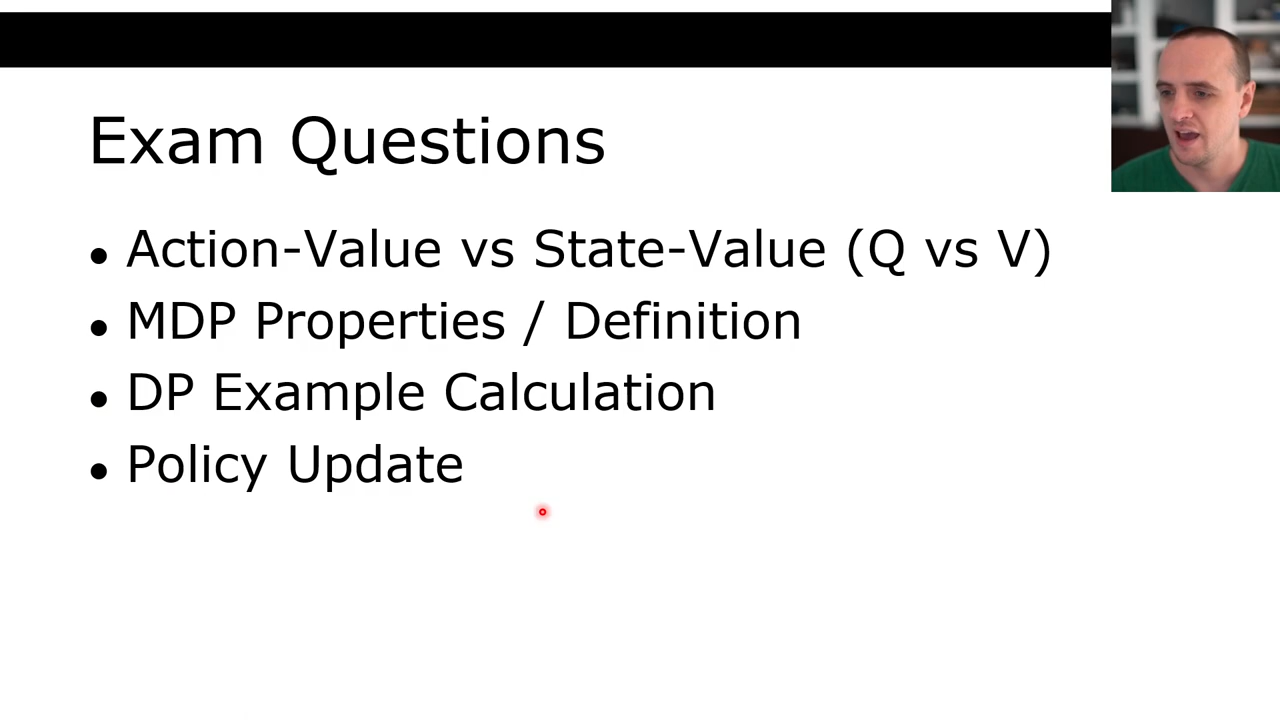 Exam Questions
• Action-Value vs State-Value (Q vs V)
• MDP Properties / Definition
• DP Example Calculation
• Policy Update